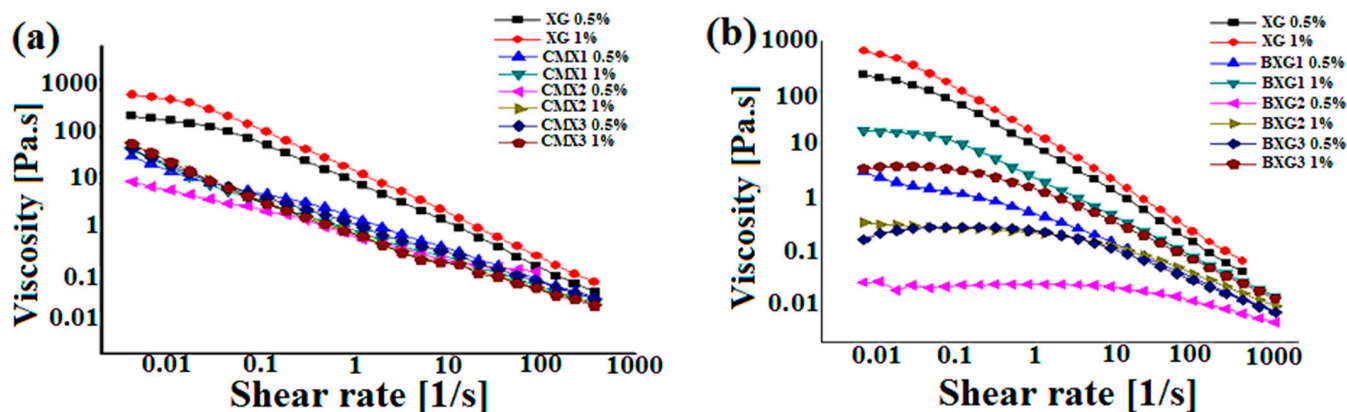 (a)
XG 0.5%
XG 1%
CMX1 0.5%
CMX1 1%
CMX2 0.5%
CMX2 1%
CMX3 0.5%
CMX3 1%
Viscosity [Pa.s]
1000
100
10
1
0.1
0.01
0.01 0.1 1 10 100 1000
Shear rate [1/s]
(b)
XG 0.5%
XG 1%
BXG1 0.5%
BXG1 1%
BXG2 0.5%
BXG2 1%
BXG3 0.5%
BXG3 1%
Viscosity [Pa.s]
1000
100
10
1
0.1
0.01
0.01 0.1 1 10 100 1000
Shear rate [1/s]